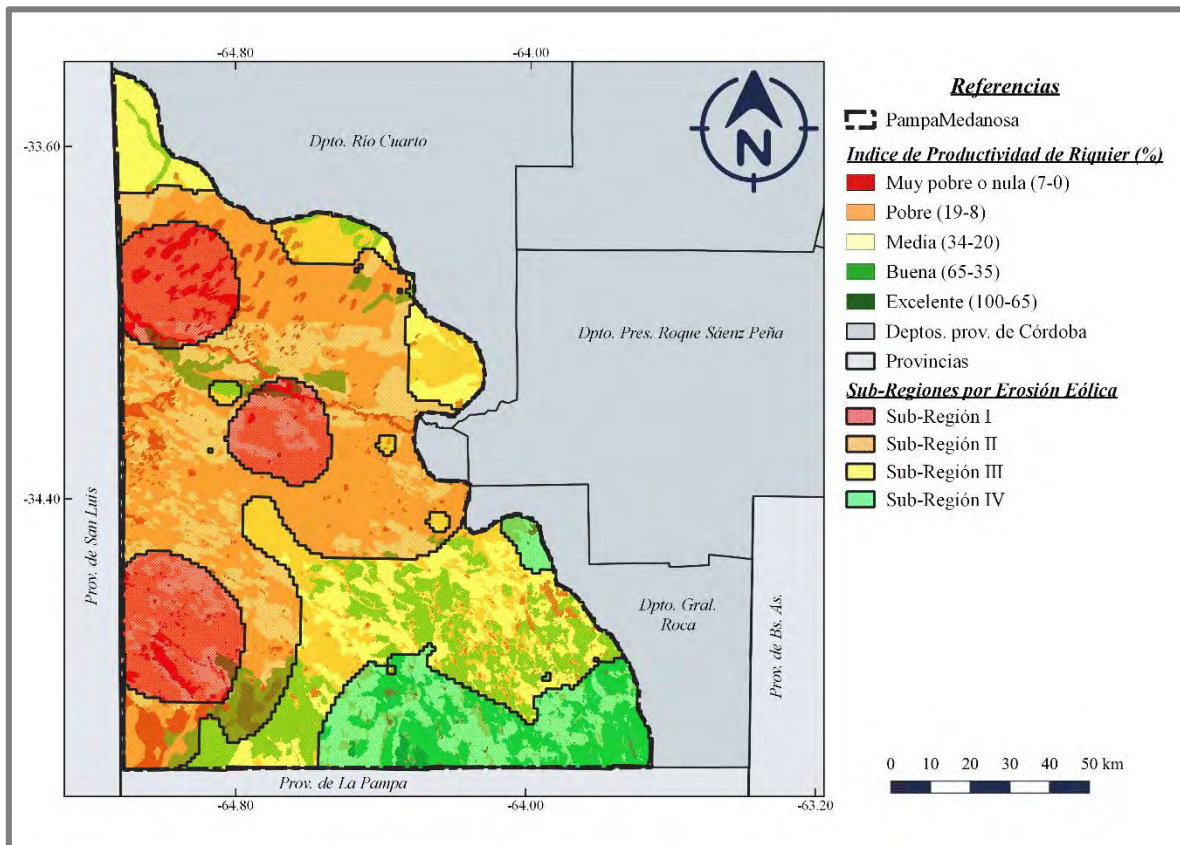 -64.80
-64.00
-33.60
-34.40
Dpto. Río Cuarto
Dpto. Pres. Roque Sáenz Peña
Dpto. Gral.
Roca
Prov. de San Luis
Prov. de Bs. As.
Prov. de La Pampa
-64.80
-64.00
-63.20
N
Referencias
PampaMedanosa
Indice de Productividad de Riquier (%)
Muy pobre o nula (7-0)
Pobre (19-8)
Media (34-20)
Buena (65-35)
Excelente (100-65)
Deptos. prov. de Córdoba
Provincias
Sub-Regiones por Erosión Eólica
Sub-Región I
Sub-Región II
Sub-Región III
Sub-Región IV
0 10 20 30 40 50 km